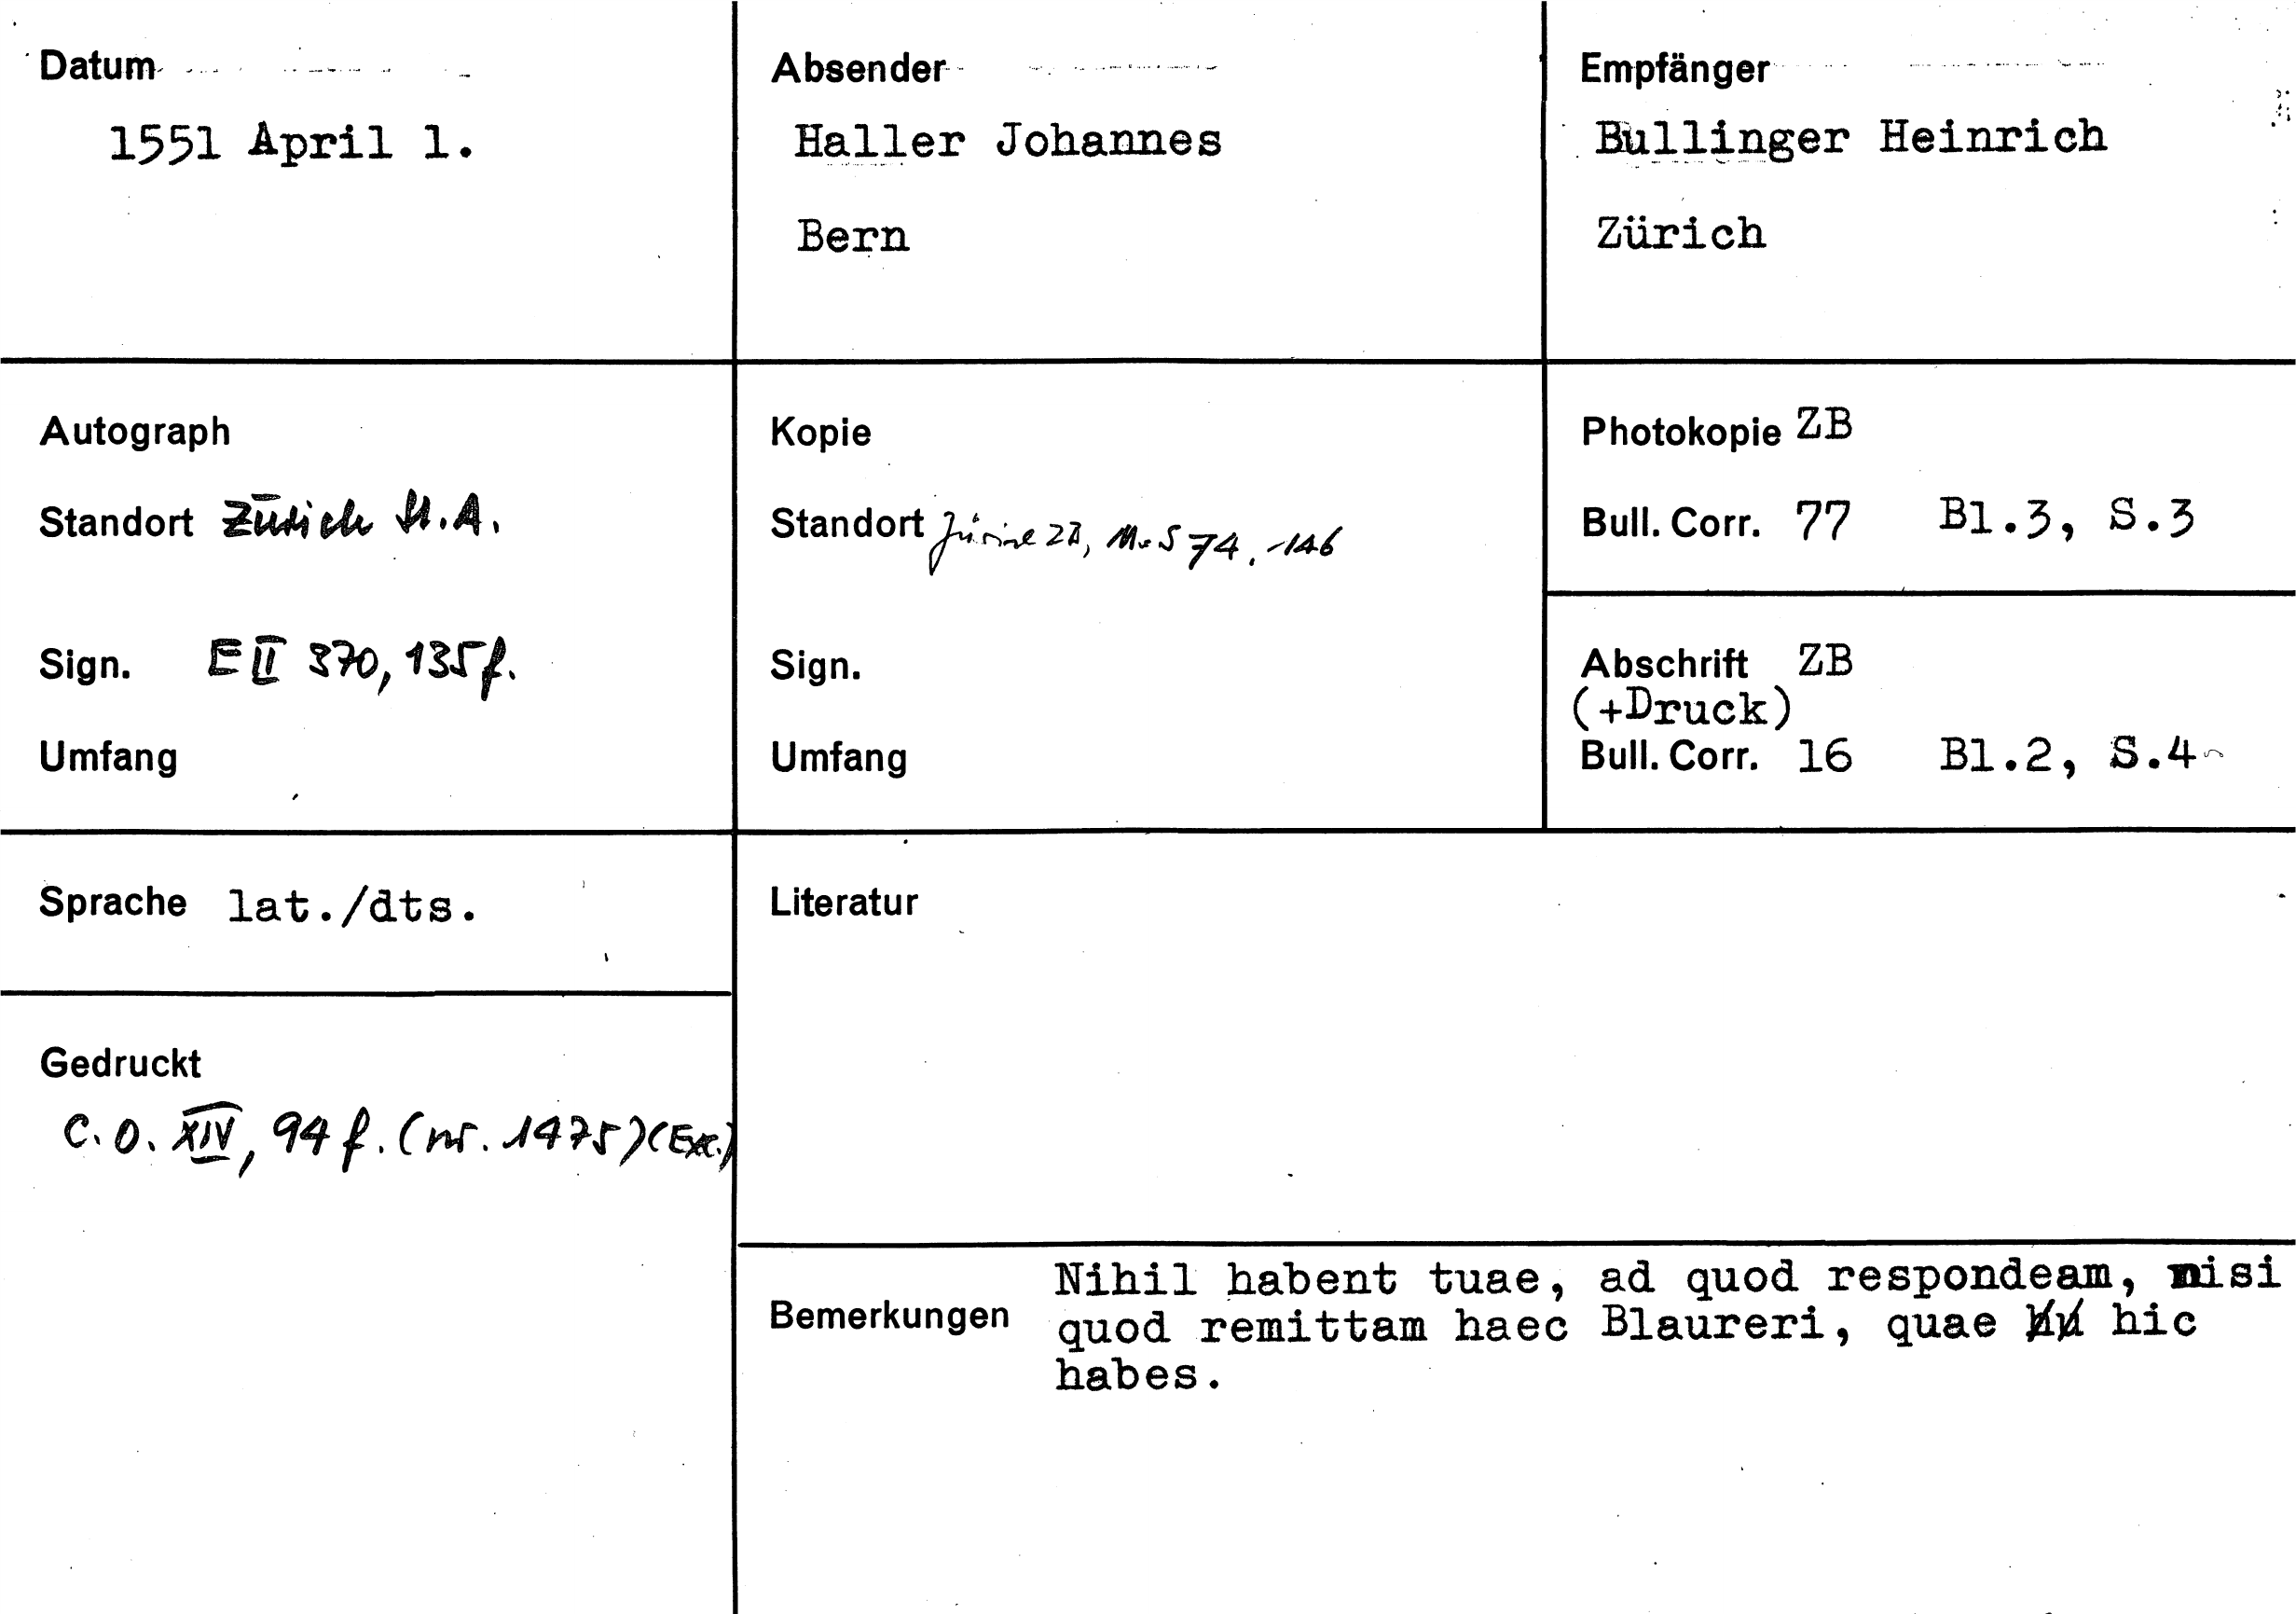 Datum
1551 April 1.
Absender
Haller Johannes
Bern
Empfänger
Bullinger Heinrich
Zürich
Autograph
Standort Zürich St.A.
Sign. E II 370, 135f.
Umfang
Kopie
Standort Zürich ZB, Ms S 74, 146
Sign.
Umfang
Photokopie ZB
Bull. Corr. 77 Bl.3, S.3
Abschrift ZB
(+Druck)
Bull. Corr. 16 Bl.2, S.4
Sprache lat./dts.
Literatur
Gedruckt
C.O. XIV, 94 f. (nr. 1475) (Exc.)
Bemerkungen
Nihil habent tuae, ad quod respondeam, nisi
quod remittam haec Blaureri, quae hic
habes.